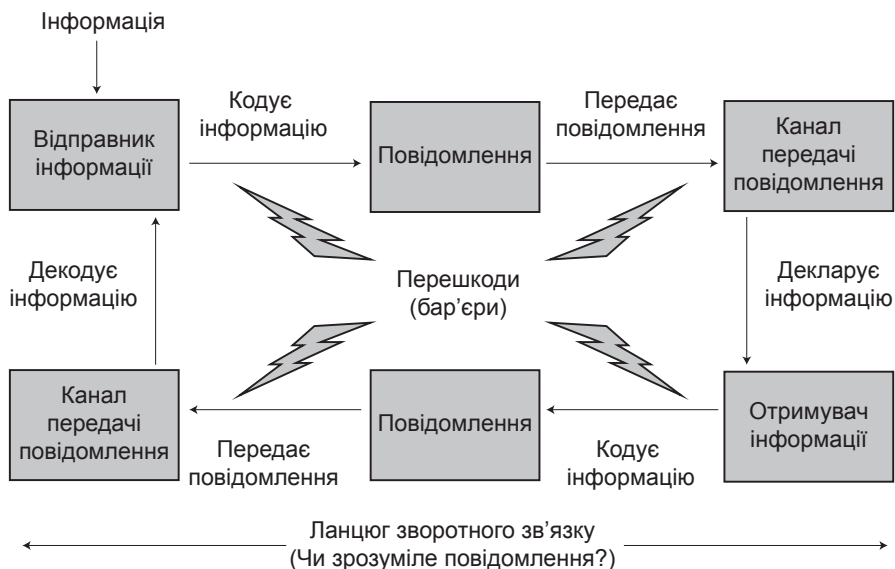 Інформація
Відправник
інформації
Кодує
інформацію
Повідомлення
Передає
повідомлення
Канал
передачі
повідомлення
Декодує
інформацію
Перешкоди
(бар’єри)
Декларує
інформацію
Канал
передачі
повідомлення
Передає
повідомлення
Повідомлення
Кодує
інформацію
Отримувач
інформації
Ланцюг зворотного зв’язку
(Чи зрозуміле повідомлення?)